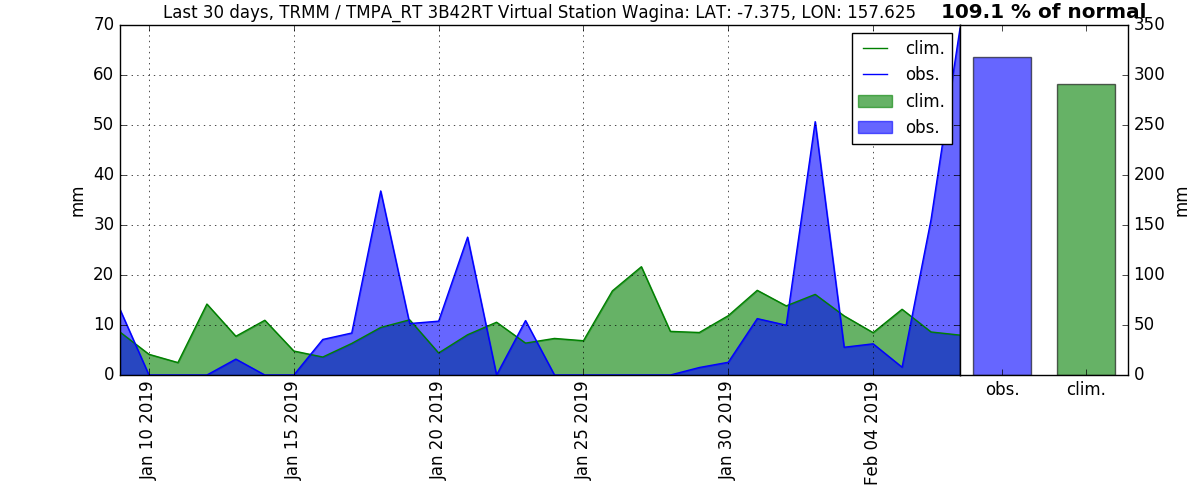 Last 30 days, TRMM / TMPA_RT 3B42RT Virtual Station Wagina: LAT: -7.375, LON: 157.625
109.1 % of normal
70
60
50
40
30
20
10
0
mm
clim.
obs.
clim.
obs.
350
300
250
200
150
100
50
0
mm
obs.
clim.
Jan 10 2019
Jan 15 2019
Jan 20 2019
Jan 25 2019
Jan 30 2019
Feb 04 2019